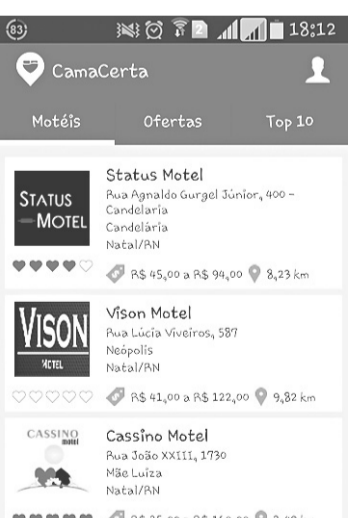 83
2
18:12
CamaCerta
Motéis
Ofertas
Top 10
STATUS
MOTEL
Status Motel
Rua Agnaldo Gurgel Júnior, 400 -
Candelaria
Candelária
Natal/RN
R$ 45,00 a R$ 94,00
8,23 km
VISON
MOTEL
Vison Motel
Rua Lúcia Viveiros, 587
Neópolis
Natal/RN
R$ 41,00 a R$ 122,00
9,82 km
CASSINO
motel
Cassino Motel
Rua João XXIII, 1730
Mãe Luiza
Natal/RN